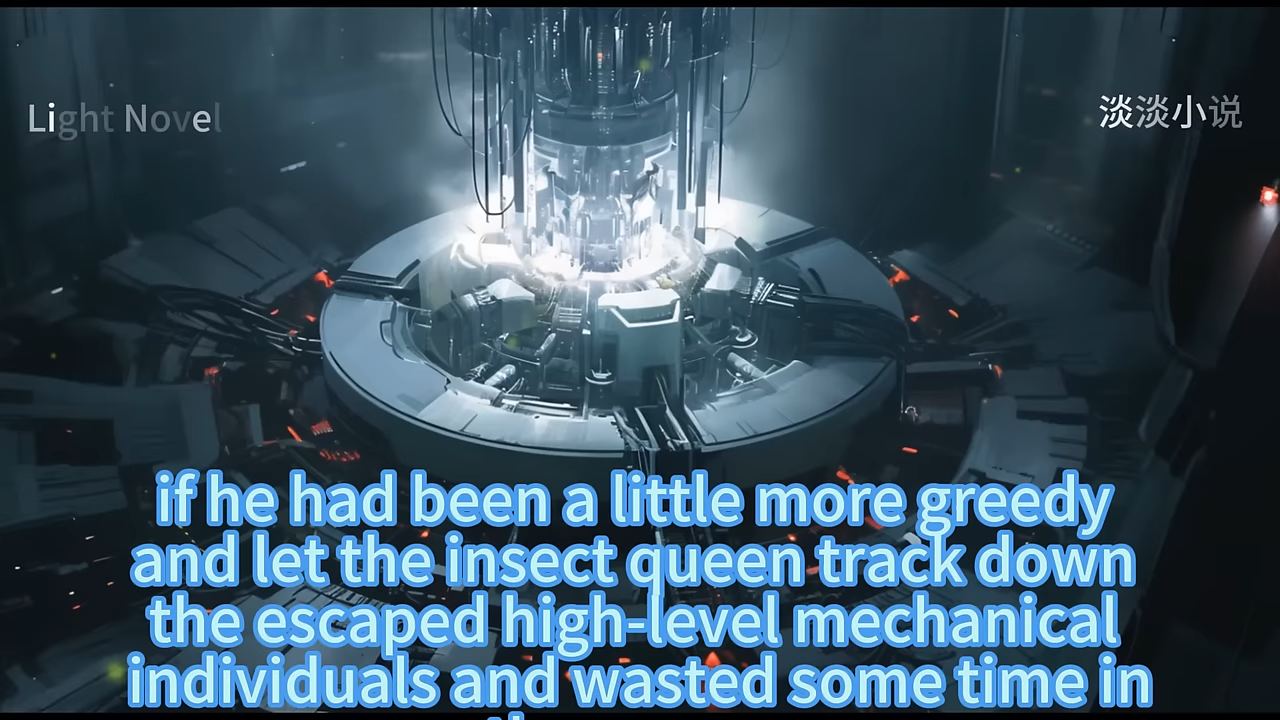 Light Novel
淡淡小说
if he had been a little more greedy
and let the insect queen track down
the escaped high-level mechanical
individuals and wasted some time in